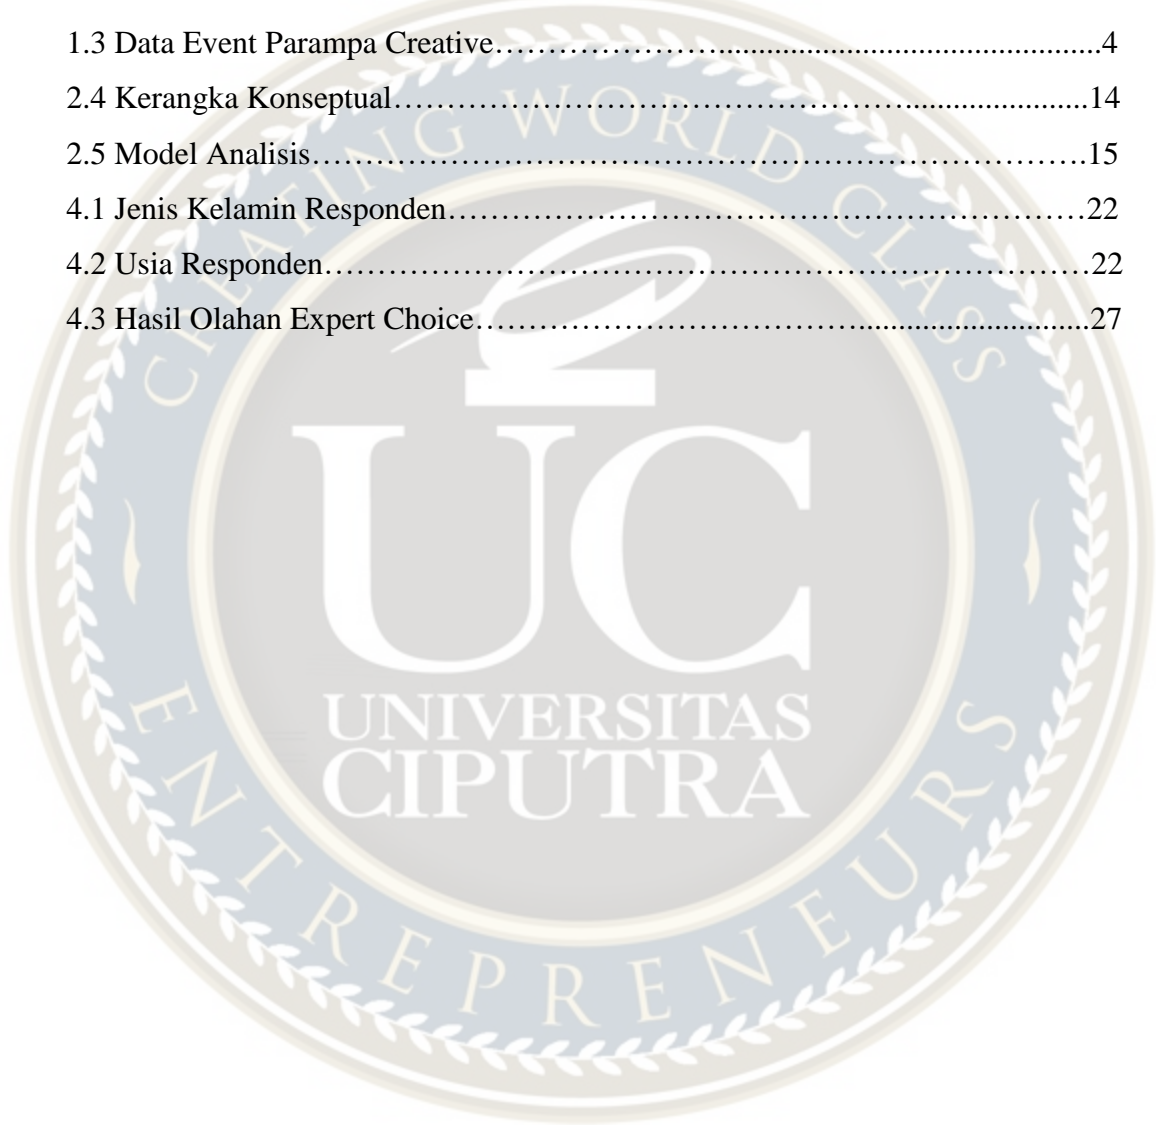 1.3 Data Event Parampa Creative…………………..................................................4
2.4 Kerangka Konseptual……………………………………………........................14
2.5 Model Analisis…………………………………………………………………….15
4.1 Jenis Kelamin Responden…………………………………………………………22
4.2 Usia Responden……………………………………………………………………22
4.3 Hasil Olahan Expert Choice…………………………………..............................27
CREATING WORLD CLASS
UC
UNIVERSITAS
CIPUTRA
ENTREPRENEURS